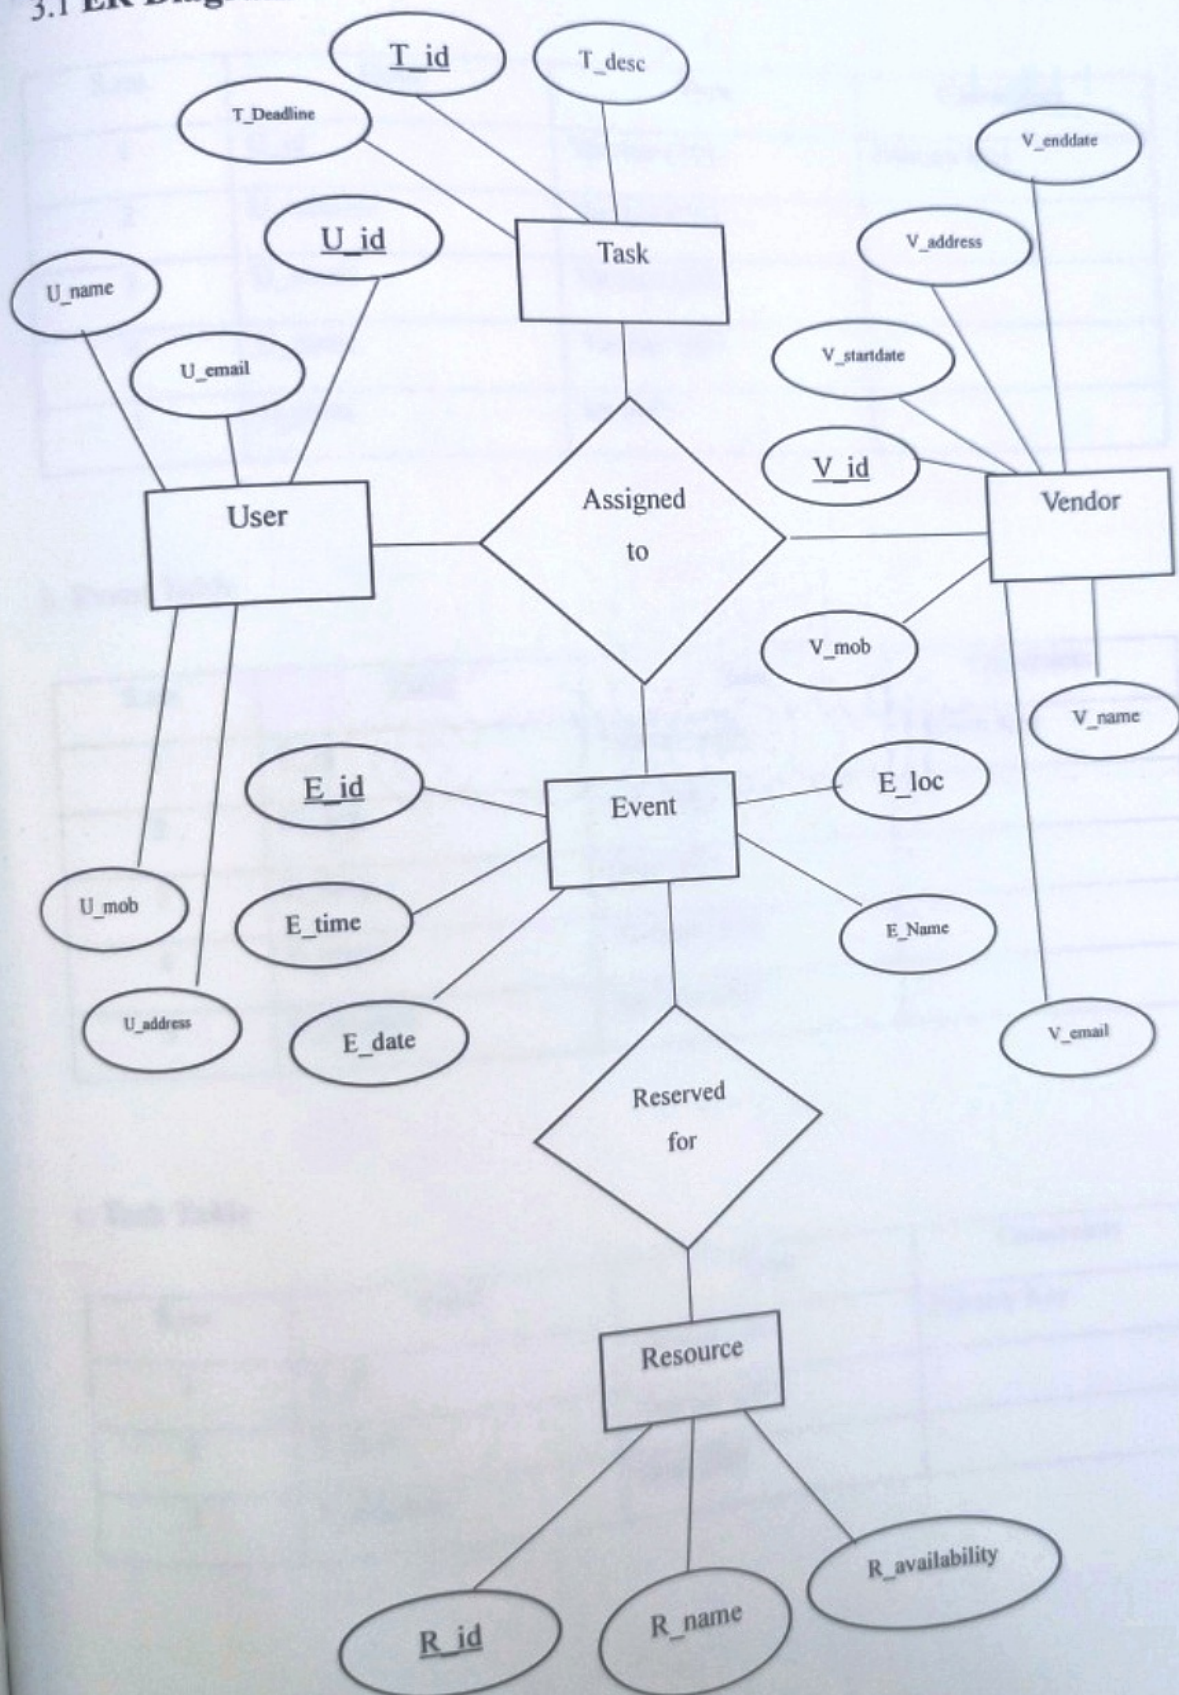 3.1 ER Diagram
T_id
T_desc
T_Deadline
V_enddate
U_id
V_address
Task
U_name
U_email
V_startdate
V_id
User
Assigned
to
Vendor
V_mob
V_name
E_id
Event
E_loc
U_mob
E_time
E_Name
U_address
E_date
V_email
Reserved
for
Resource
R_availability
R_name
R_id